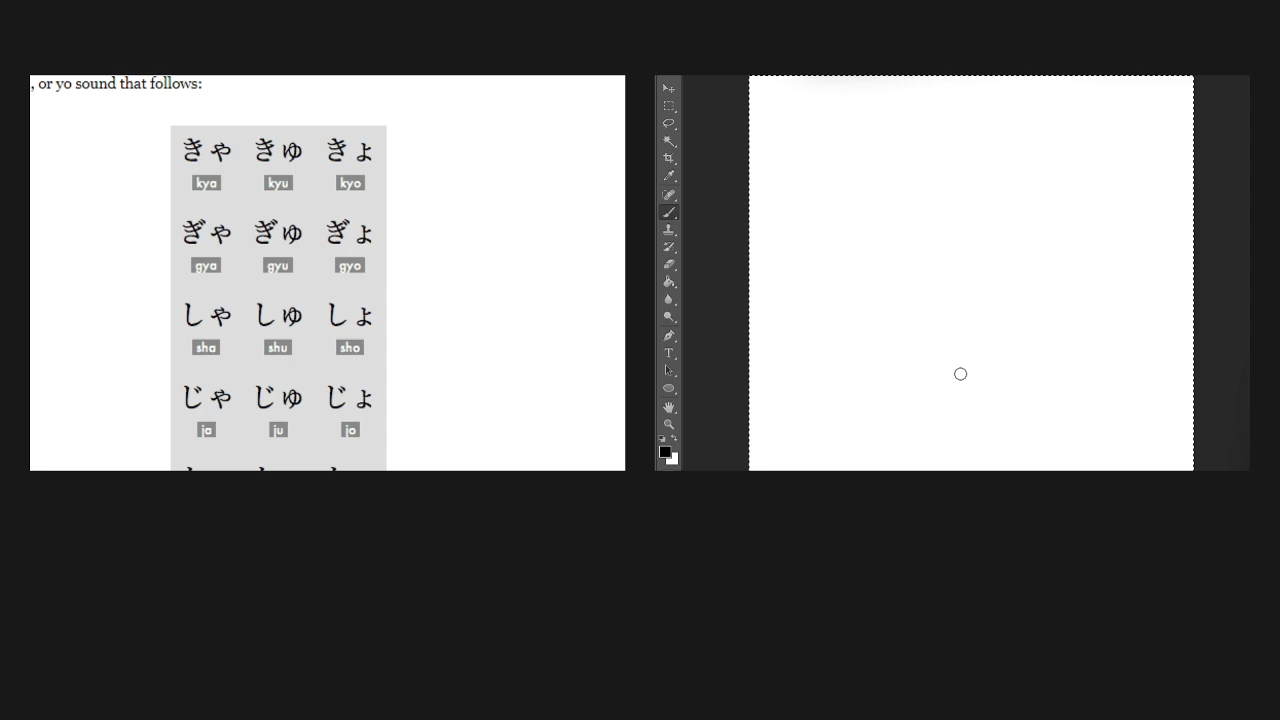 , or yo sound that follows:
きゃ きゅ きょ
kya kyu kyo
ぎゃ ぎゅ ぎょ
gya gyu gyo
しゃ しゅ しょ
sha shu sho
じゃ じゅ じょ
ja ju jo